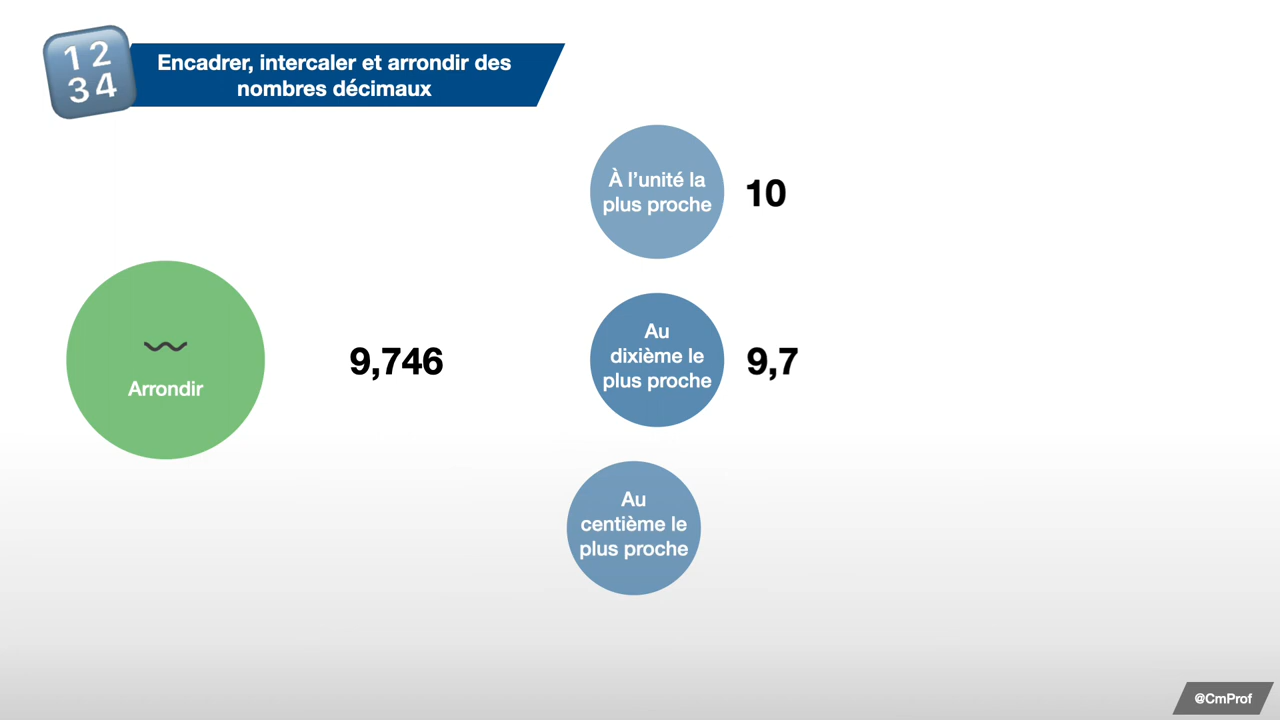 1 2
3 4
Encadrer, intercaler et arrondir des
nombres décimaux
À l’unité la
plus proche
10
Arrondir
9,746
Au
dixième le
plus proche
9,7
Au
centième le
plus proche
@CmProf